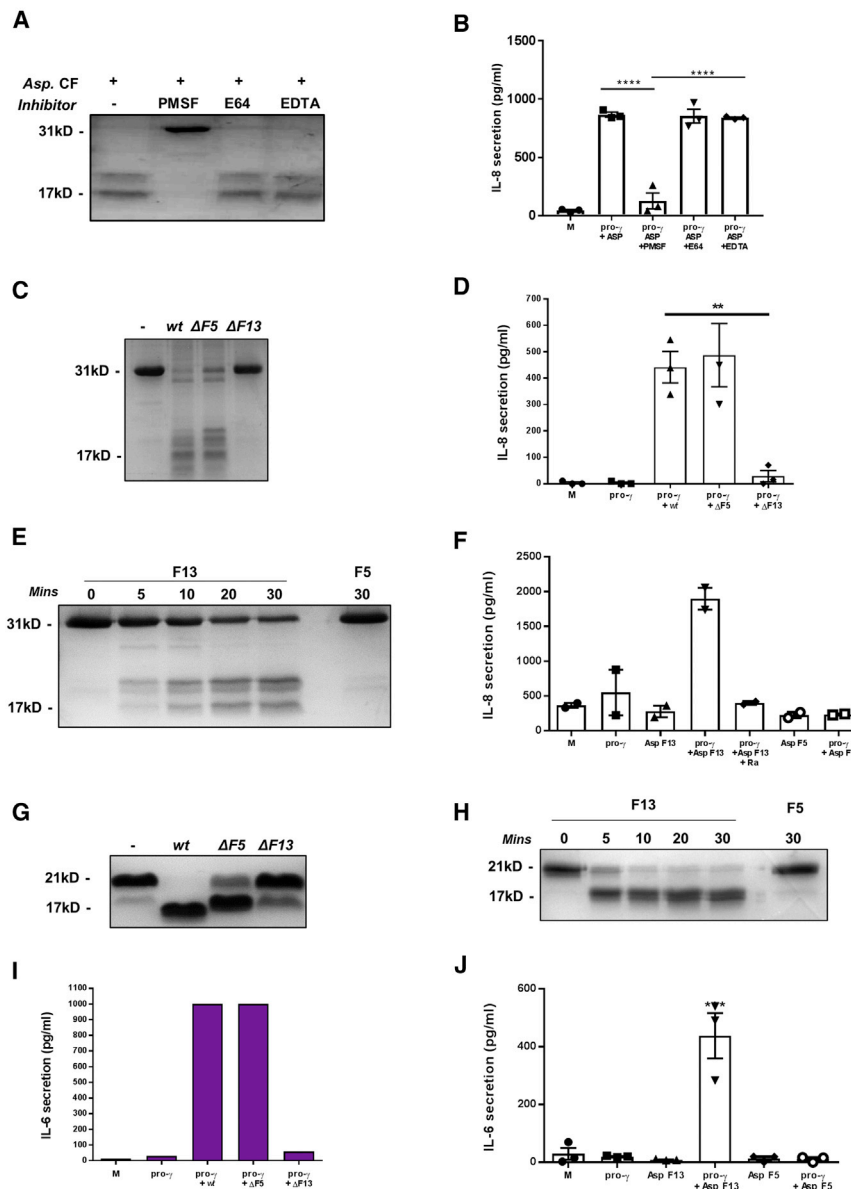 A
Asp. CF + + + +
Inhibitor - PMSF E64 EDTA
31kD -
17kD -
B
IL-8 secretion (pg/ml)
1500
1000
500
0
****
****
M
pro-γ
+ ASP
pro-γ
ASP
+PMSF
pro-γ
ASP
+E64
pro-γ
ASP
+EDTA
C
- wt ΔF5 ΔF13
31kD -
17kD -
D
IL-8 secretion (pg/ml)
700
600
500
400
300
200
100
0
**
M
pro-γ
pro-γ
+ wt
pro-γ
+ ΔF5
pro-γ
+ ΔF13
E
F13 F5
Mins 0 5 10 20 30 30
31kD -
17kD -
F
IL-8 secretion (pg/ml)
2500
2000
1500
1000
500
0
M
pro-γ
Asp F13
pro-γ
+Asp F13
pro-γ
+Asp F13
+ Ra
Asp F5
pro-γ
+ Asp F
G
- wt ΔF5 ΔF13
21kD -
17kD -
H
F13 F5
Mins 0 5 10 20 30 30
21kD -
17kD -
I
IL-6 secretion (pg/ml)
1100
1000
900
800
700
600
500
400
300
200
100
0
M
pro-γ
pro-γ
+ wt
pro-γ
+ ΔF5
pro-γ
+ ΔF13
J
IL-6 secretion (pg/ml)
600
400
200
0
***
M
pro-γ
Asp F13
pro-γ
+ Asp F13
Asp F5
pro-γ
+ Asp F5